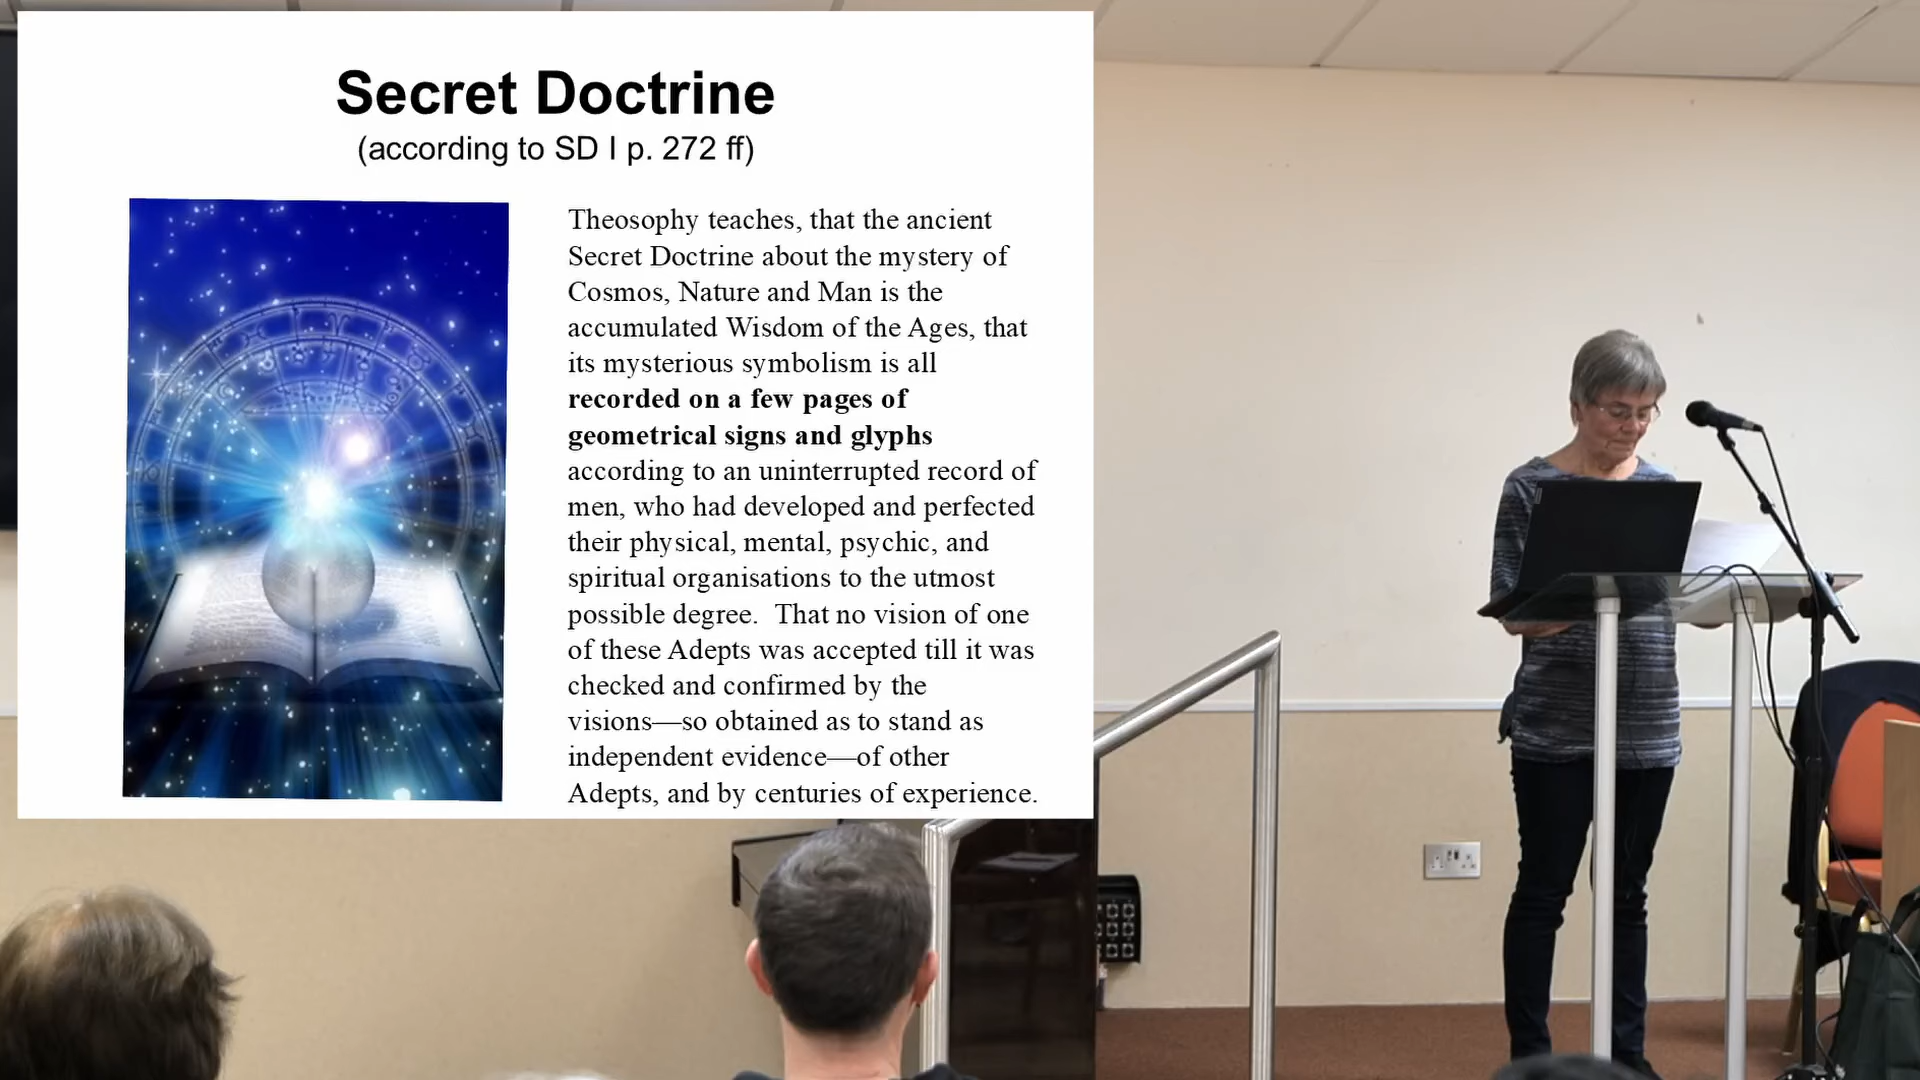 Secret Doctrine
(according to SD I p. 272 ff)
Theosophy teaches, that the ancient
Secret Doctrine about the mystery of
Cosmos, Nature and Man is the
accumulated Wisdom of the Ages, that
its mysterious symbolism is all
recorded on a few pages of
geometrical signs and glyphs
according to an uninterrupted record of
men, who had developed and perfected
their physical, mental, psychic, and
spiritual organisations to the utmost
possible degree.  That no vision of one
of these Adepts was accepted till it was
checked and confirmed by the
visions—so obtained as to stand as
independent evidence—of other
Adepts, and by centuries of experience.